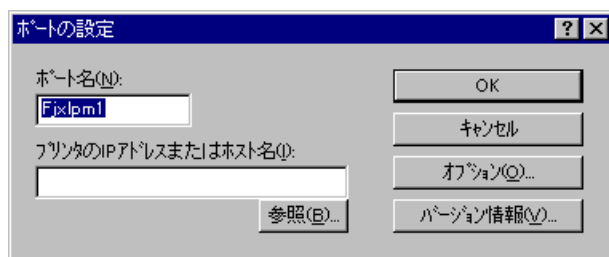 ﾎﾟｰﾄの設定
ﾎﾟｰﾄ名(N):
Fjxlpm1
ﾌﾟﾘﾝﾀのIPｱﾄﾞﾚｽまたはﾎｽﾄ名(I):
参照(B)...
OK
ｷｬﾝｾﾙ
ｵﾌﾟｼｮﾝ(O)...
ﾊﾞｰｼﾞｮﾝ情報(V)...